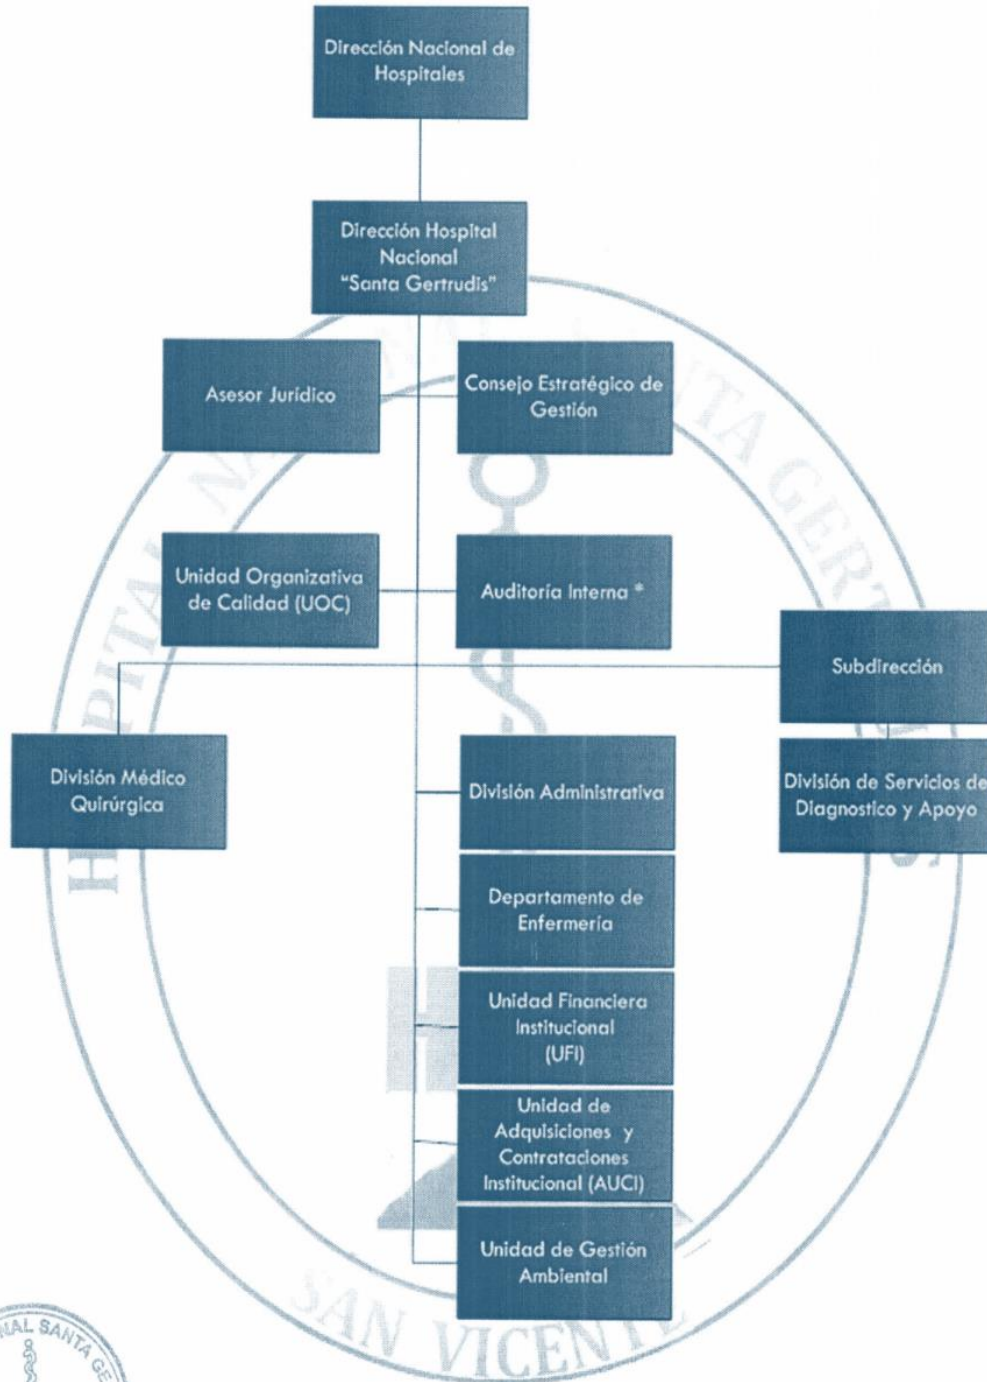 Dirección Nacional de
Hospitales
Dirección Hospital
Nacional
“Santa Gertrudis”
Asesor Jurídico
Consejo Estratégico de
Gestión
Unidad Organizativa
de Calidad (UOC)
Auditoría Interna *
Subdirección
División Médico
Quirúrgica
División Administrativa
División de Servicios de
Diagnostico y Apoyo
Departamento de
Enfermería
Unidad Financiera
Institucional
(UFI)
Unidad de
Adquisiciones y
Contrataciones
Institucional (AUCI)
Unidad de Gestión
Ambiental
SAN VICENTE